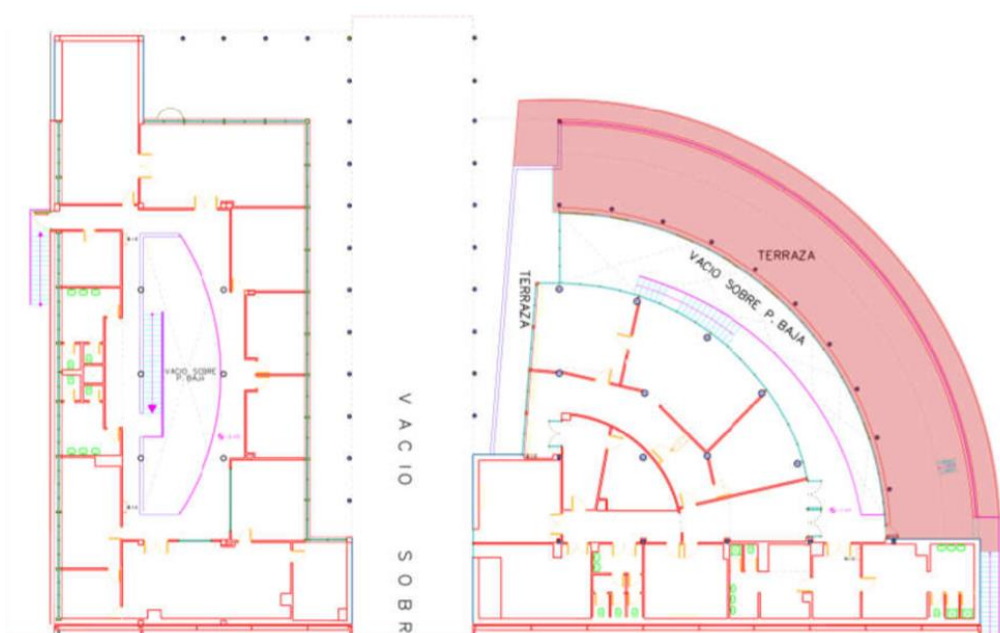 VACIO SOBRE
P. BAJA
VACIO SOBR
TERRAZA
VACIO SOBRE P. BAJA
TERRAZA